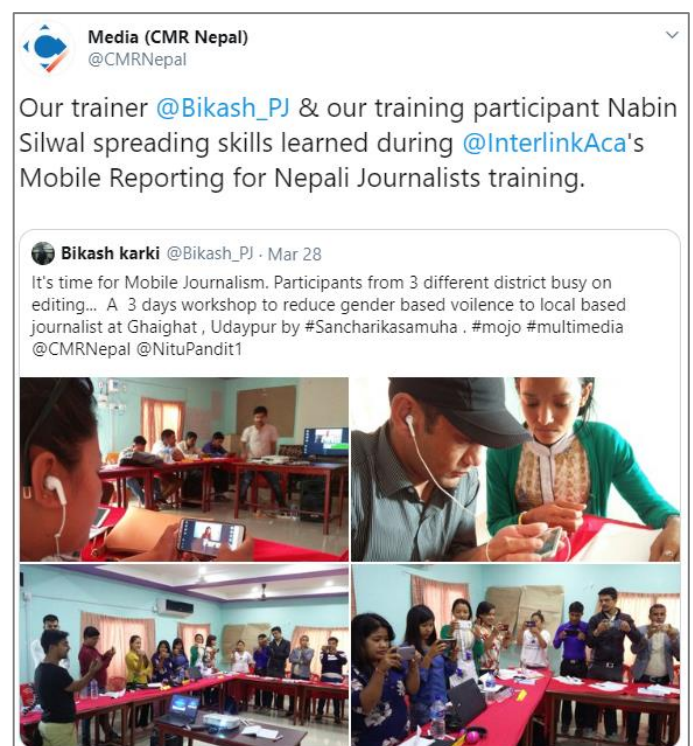 Media (CMR Nepal)
@CMRNepal
Our trainer @Bikash_PJ & our training participant Nabin
Silwal spreading skills learned during @InterlinkAca's
Mobile Reporting for Nepali Journalists training.
Bikash karki @Bikash_PJ · Mar 28
It's time for Mobile Journalism. Participants from 3 different district busy on
editing... A 3 days workshop to reduce gender based voilence to local based
journalist at Ghaighat , Udaypur by #Sancharikasamuha . #mojo #multimedia
@CMRNepal @NituPandit1